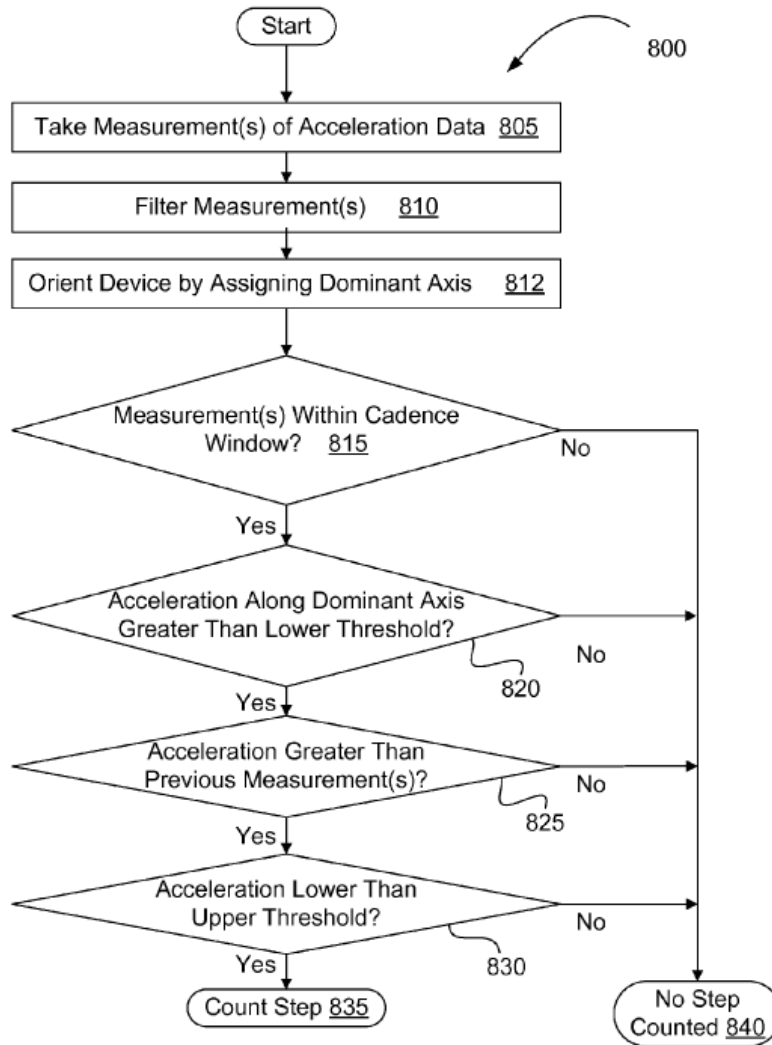 Start
800
Take Measurement(s) of Acceleration Data 805
Filter Measurement(s) 810
Orient Device by Assigning Dominant Axis 812
Measurement(s) Within Cadence
Window? 815
No
Yes
Acceleration Along Dominant Axis
Greater Than Lower Threshold?
No
820
Yes
Acceleration Greater Than
Previous Measurement(s)?
No
825
Yes
Acceleration Lower Than
Upper Threshold?
No
830
Yes
Count Step 835
No Step
Counted 840